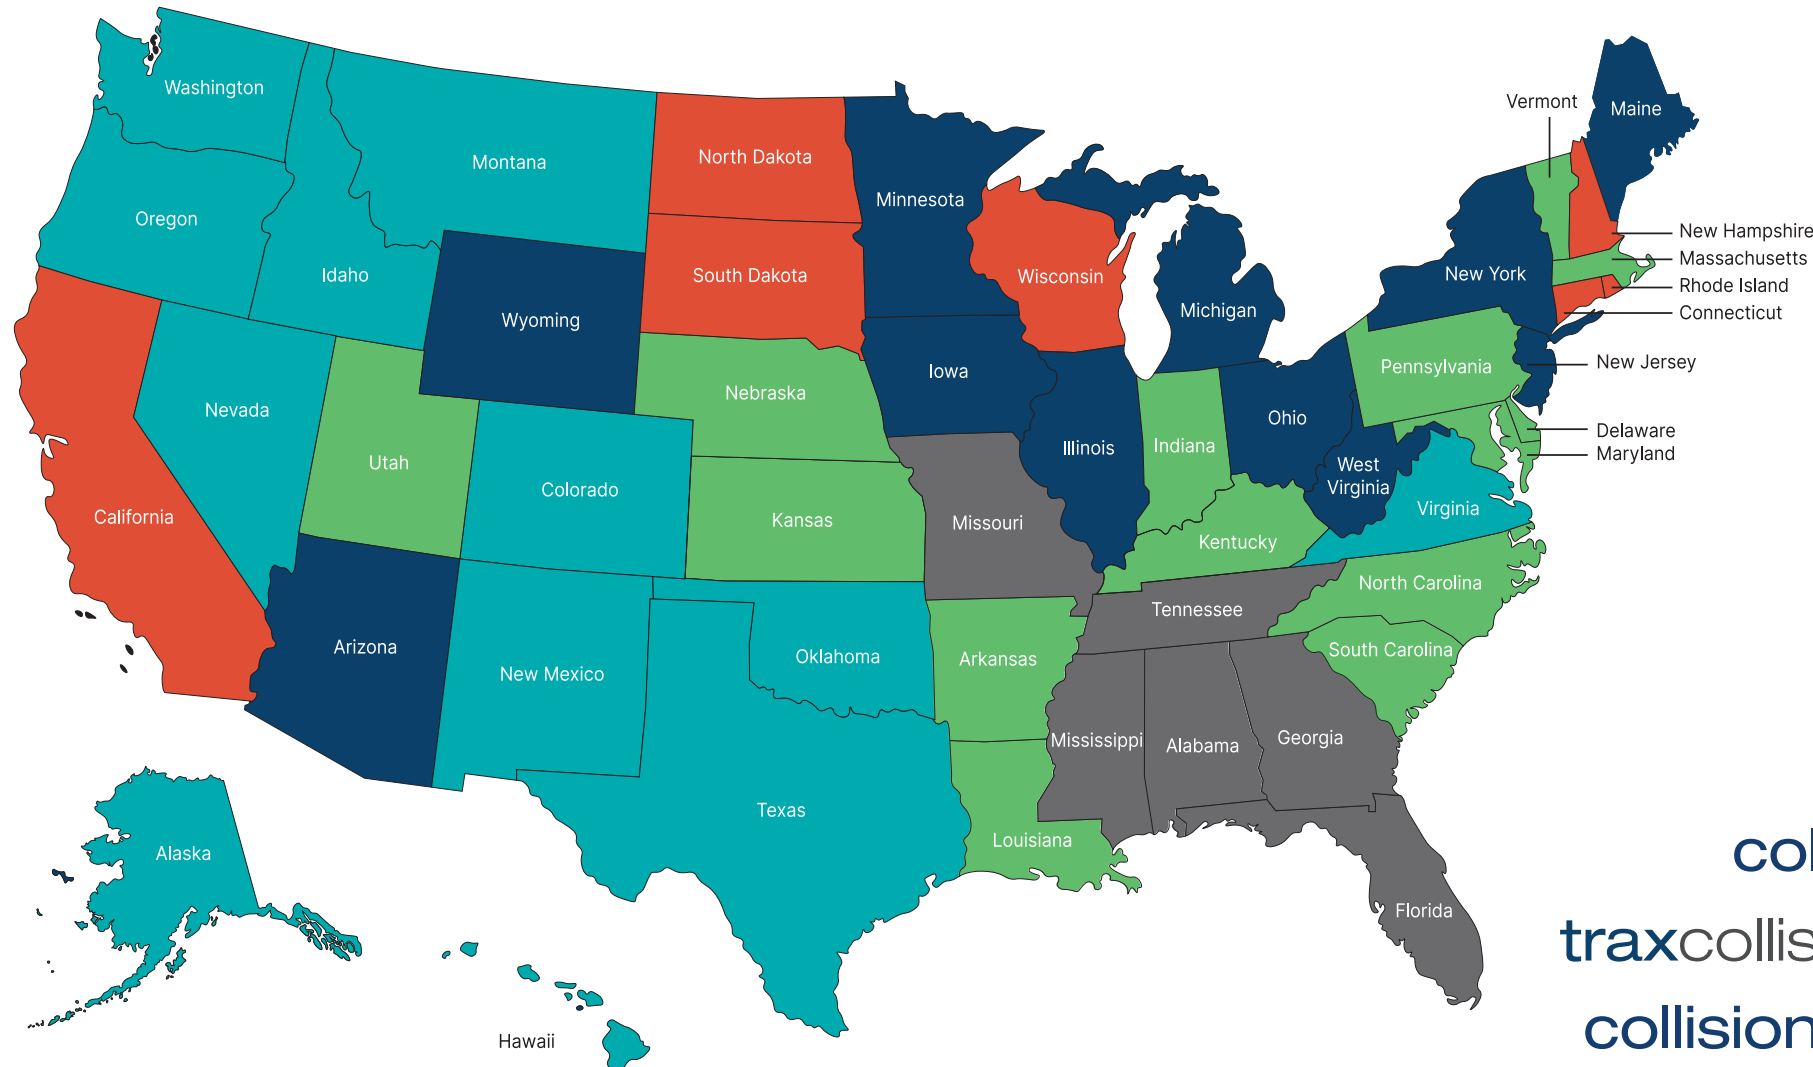 Washington
Montana
North Dakota
Minnesota
Vermont
Maine
Oregon
Idaho
Wyoming
South Dakota
Wisconsin
Michigan
New York
New Hampshire
Massachusetts
Rhode Island
Connecticut
New Jersey
Pennsylvania
Iowa
Nebraska
Nevada
Utah
Colorado
Kansas
Illinois
Indiana
Ohio
West
Virginia
Virginia
Delaware
Maryland
California
Missouri
Kentucky
North Carolina
Tennessee
South Carolina
Arizona
New Mexico
Oklahoma
Arkansas
Mississippi
Alabama
Georgia
Texas
Louisiana
Florida
Alaska
Hawaii
col
traxcollis
collision